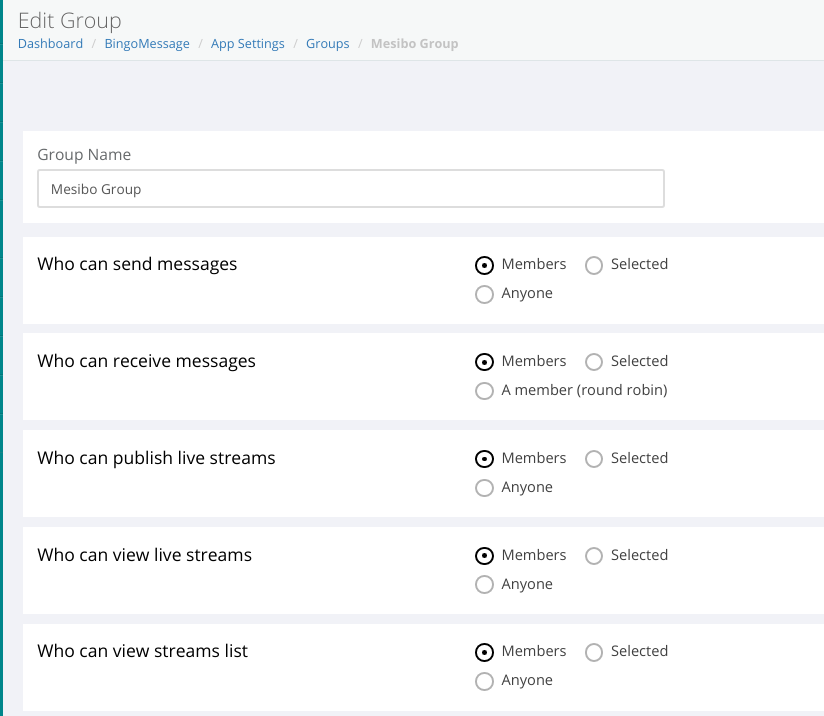 Edit Group
Dashboard / BingoMessage / App Settings / Groups / Mesibo Group
Group Name
Mesibo Group
Who can send messages
Members Selected
Anyone
Who can receive messages
Members Selected
A member (round robin)
Who can publish live streams
Members Selected
Anyone
Who can view live streams
Members Selected
Anyone
Who can view streams list
Members Selected
Anyone